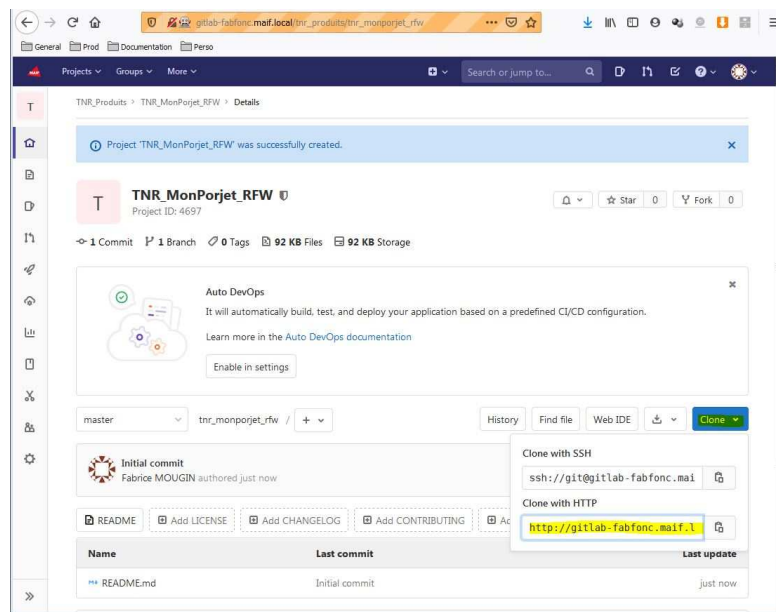 gitlab-fabfonc.maif.local/tnr_produits/tnr_monporjet_rfw
General Prod Documentation Perso
MAIF Projects Groups More Search or jump to...
T TNR_Produits > TNR_MonPorjet_RFW > Details
Project 'TNR_MonPorjet_RFW' was successfully created.
T
TNR_MonPorjet_RFW
Project ID: 4697
Star 0 Fork 0
1 Commit 1 Branch 0 Tags 92 KB Files 92 KB Storage
Auto DevOps
It will automatically build, test, and deploy your application based on a predefined CI/CD configuration.
Learn more in the Auto DevOps documentation
Enable in settings
master tnr_monporjet_rfw / + History Find file Web IDE Clone
Initial commit
Fabrice MOUGIN authored just now
Clone with SSH
ssh://git@gitlab-fabfonc.mai
Clone with HTTP
http://gitlab-fabfonc.maif.l
README Add LICENSE Add CHANGELOG Add CONTRIBUTING
Name Last commit Last update
README.md Initial commit just now